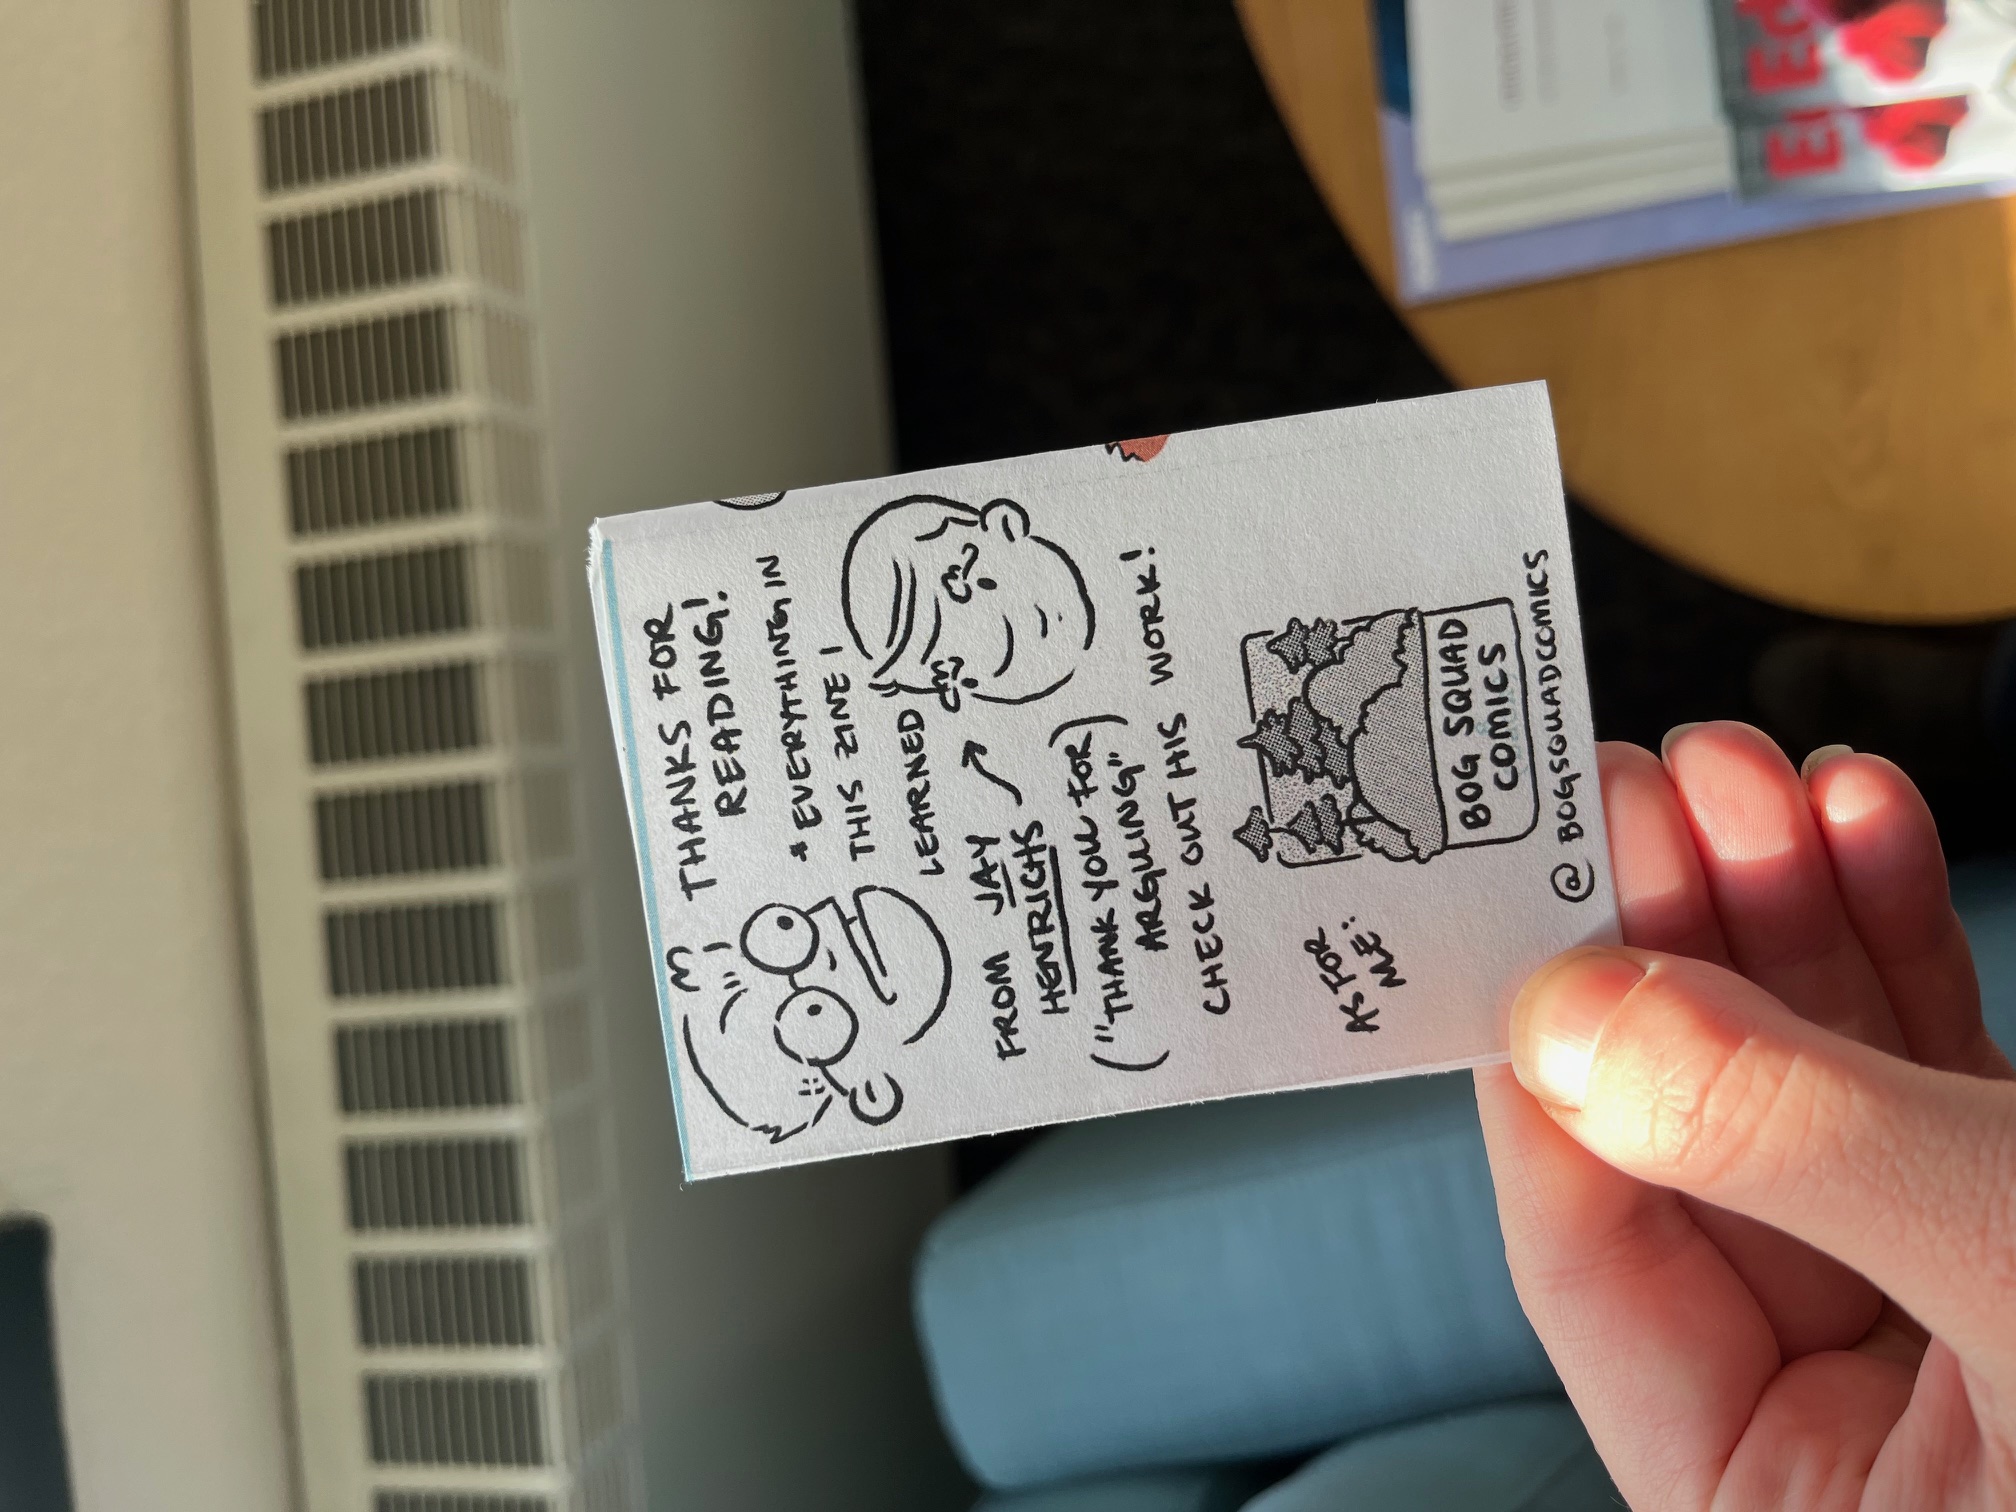 THANKS FOR
READING!
*EVERYTHING IN
THIS ZINE I
LEARNED
FROM JAY
HENRICHS
("THANK YOU FOR
ARGUING")
CHECK OUT HIS WORK!
AS FOR
ME:
BOG SQUAD
COMICS
@BOGSQUADCOMICS